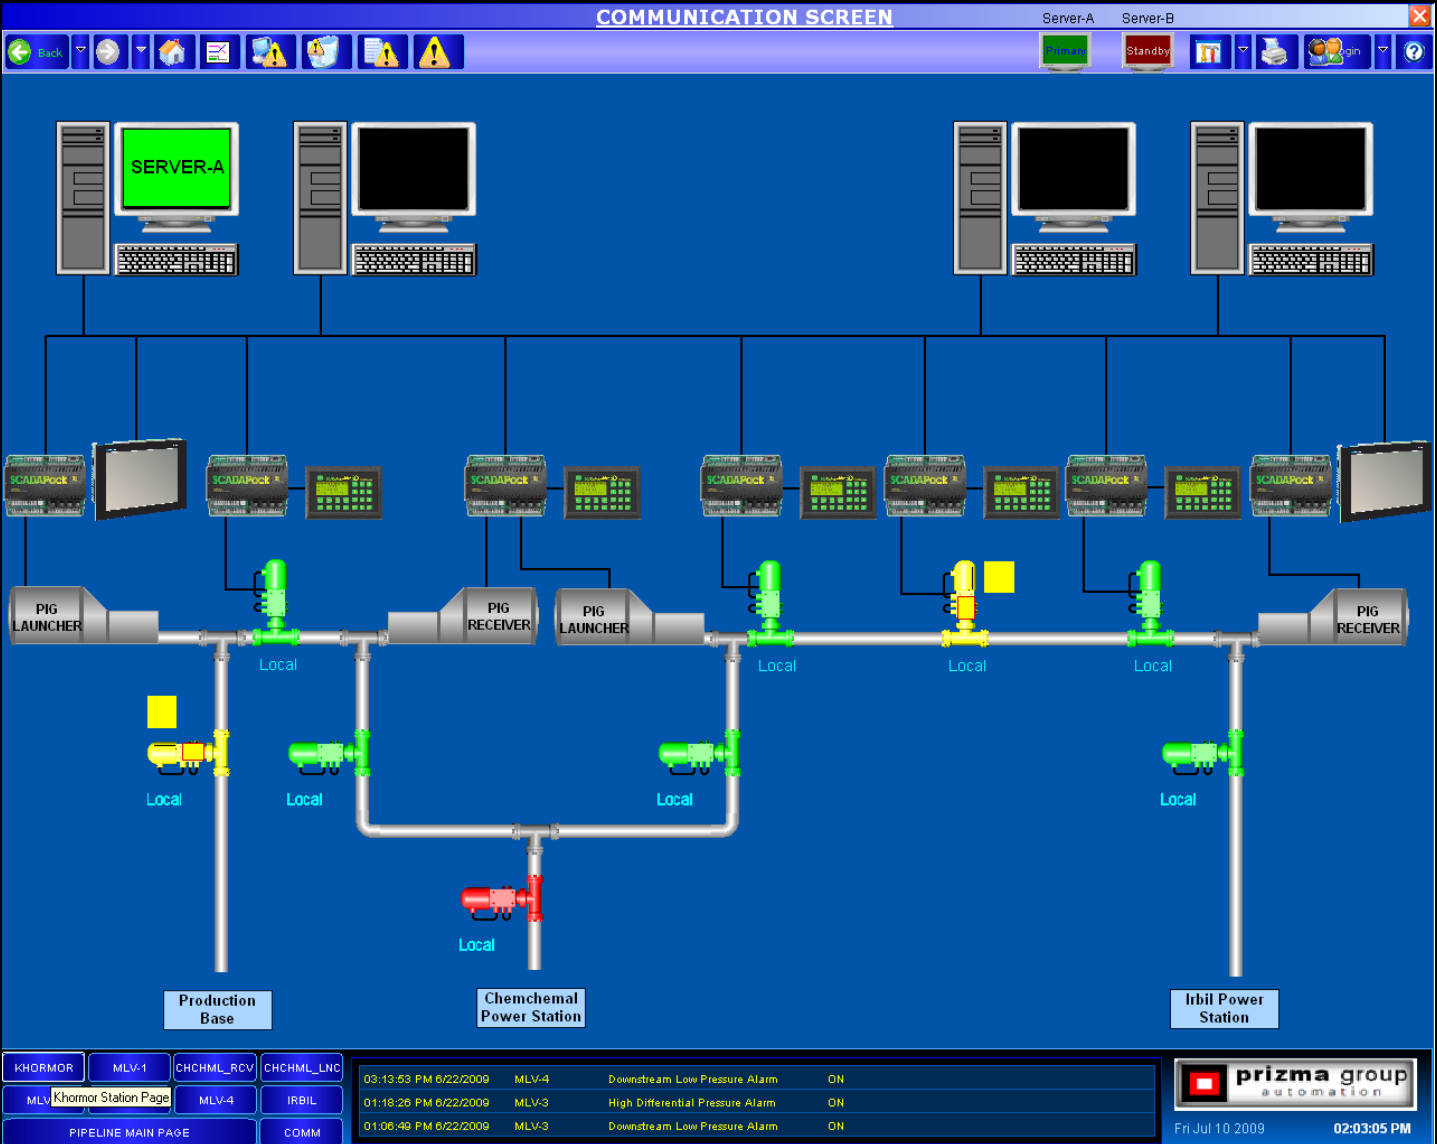 COMMUNICATION SCREEN
Server-A
Server-B
Back
Primary
Standby
ogin
SERVER-A
SCADAPack
SCADAPack
SCADAPack
SCADAPack
SCADAPack
SCADAPack
SCADAPack
PIG
LAUNCHER
PIG
RECEIVER
PIG
LAUNCHER
PIG
RECEIVER
Local
Local
Local
Local
Local
Local
Local
Local
Local
Production
Base
Chemchemal
Power Station
Irbil Power
Station
KHORMOR
MLV-1
CHCHML_RCV
CHCHML_LNC
MLV
Khormor Station Page
MLV-4
IRBIL
PIPELINE MAIN PAGE
COMM
03:13:53 PM 6/22/2009 MLV-4 Downstream Low Pressure Alarm ON
01:18:26 PM 6/22/2009 MLV-3 High Differential Pressure Alarm ON
01:06:49 PM 6/22/2009 MLV-3 Downstream Low Pressure Alarm ON
prizma group
automation
Fri Jul 10 2009
02:03:05 PM